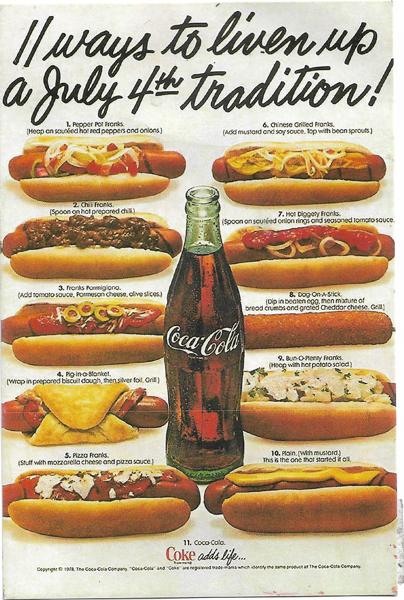 11 ways to liven up
a July 4th tradition!
1. Pepper Pot Franks.
(Heap on sautéed hot red peppers and onions.)
2. Chili Franks.
(Spoon on hot prepared chili.)
3. Franks Parmigiana.
(Add tomato sauce, Parmesan cheese, olive slices.)
4. Pig-in-a-Blanket.
(Wrap in prepared biscuit dough, then silver foil. Grill.)
5. Pizza Franks.
(Stuff with mozzarella cheese and pizza sauce.)
6. Chinese Grilled Franks.
(Add mustard and soy sauce. Top with bean sprouts.)
7. Hot Diggety Franks.
(Spoon on sautéed onion rings and seasoned tomato sauce.
8. Dog-On-A-Stick.
(Dip in beaten egg, then mixture of
bread crumbs and grated Cheddar cheese. Grill.)
9. Bun-O-Plenty Franks.
(Heap with hot potato salad.)
10. Plain. (With mustard.)
This is the one that started it all.
Coca-Cola
11. Coca-Cola.
Coke adds life...
Copyright © 1978, The Coca-Cola Company. "Coca-Cola" and "Coke" are registered trade-marks which identify the same product of The Coca-Cola Company.